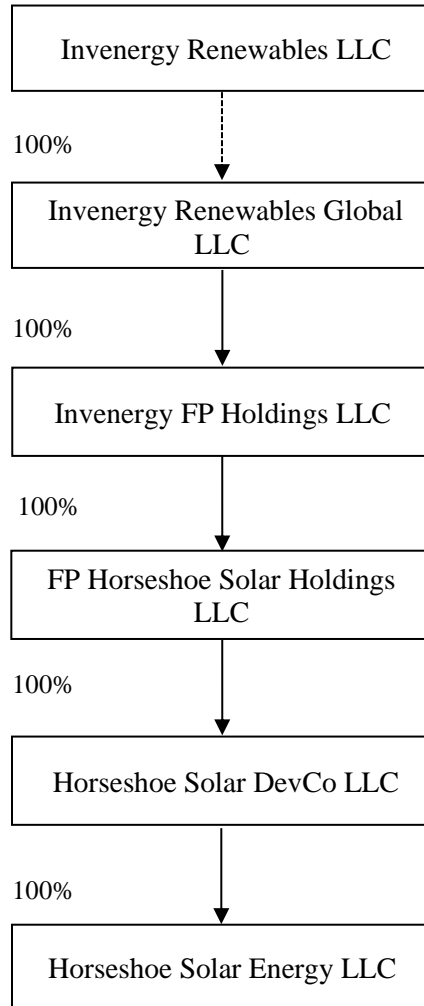 Invenergy Renewables LLC
100%
Invenergy Renewables Global
LLC
100%
Invenergy FP Holdings LLC
100%
FP Horseshoe Solar Holdings
LLC
100%
Horseshoe Solar DevCo LLC
100%
Horseshoe Solar Energy LLC